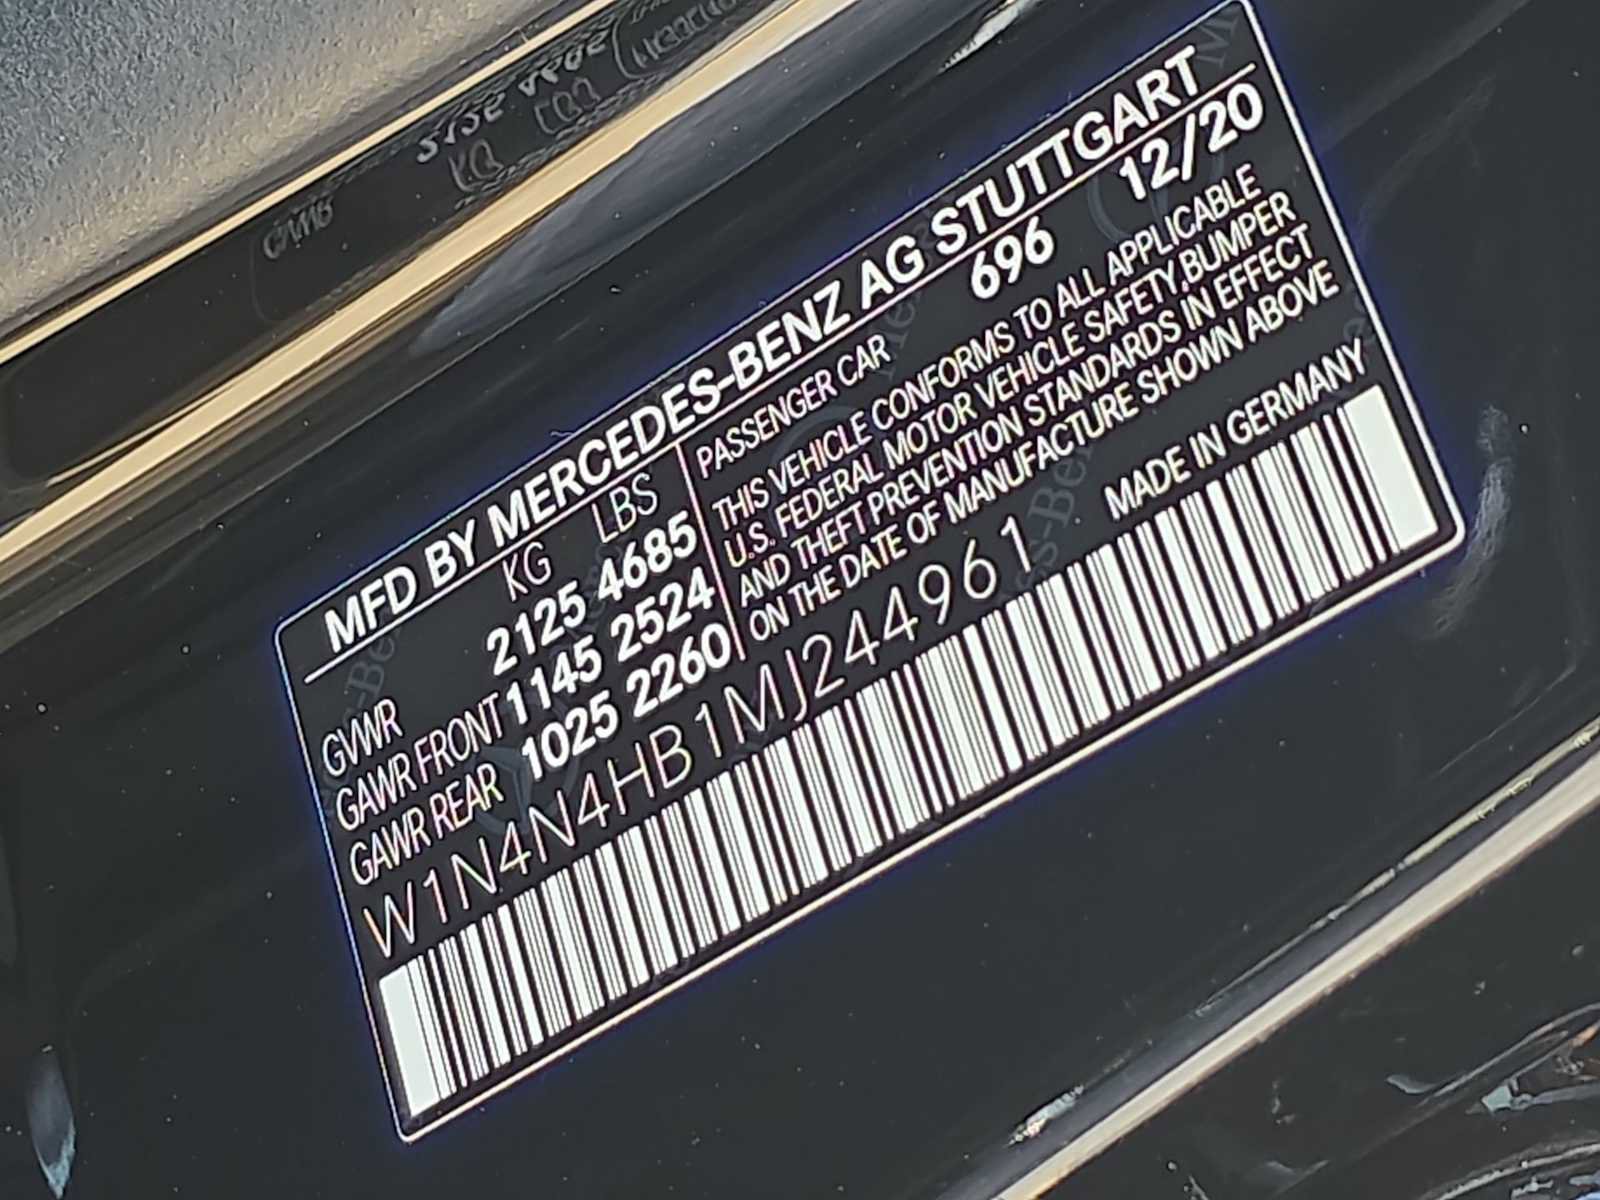 MFD BY MERCEDES-BENZ AG STUTTGART
KG LBS 696 12/20
GVWR 2125 4685
GAWR FRONT 1145 2524
GAWR REAR 1025 2260
PASSENGER CAR
THIS VEHICLE CONFORMS TO ALL APPLICABLE
U.S. FEDERAL MOTOR VEHICLE SAFETY,BUMPER
AND THEFT PREVENTION STANDARDS IN EFFECT
ON THE DATE OF MANUFACTURE SHOWN ABOVE
MADE IN GERMANY
W1N4N4HB1MJ244961